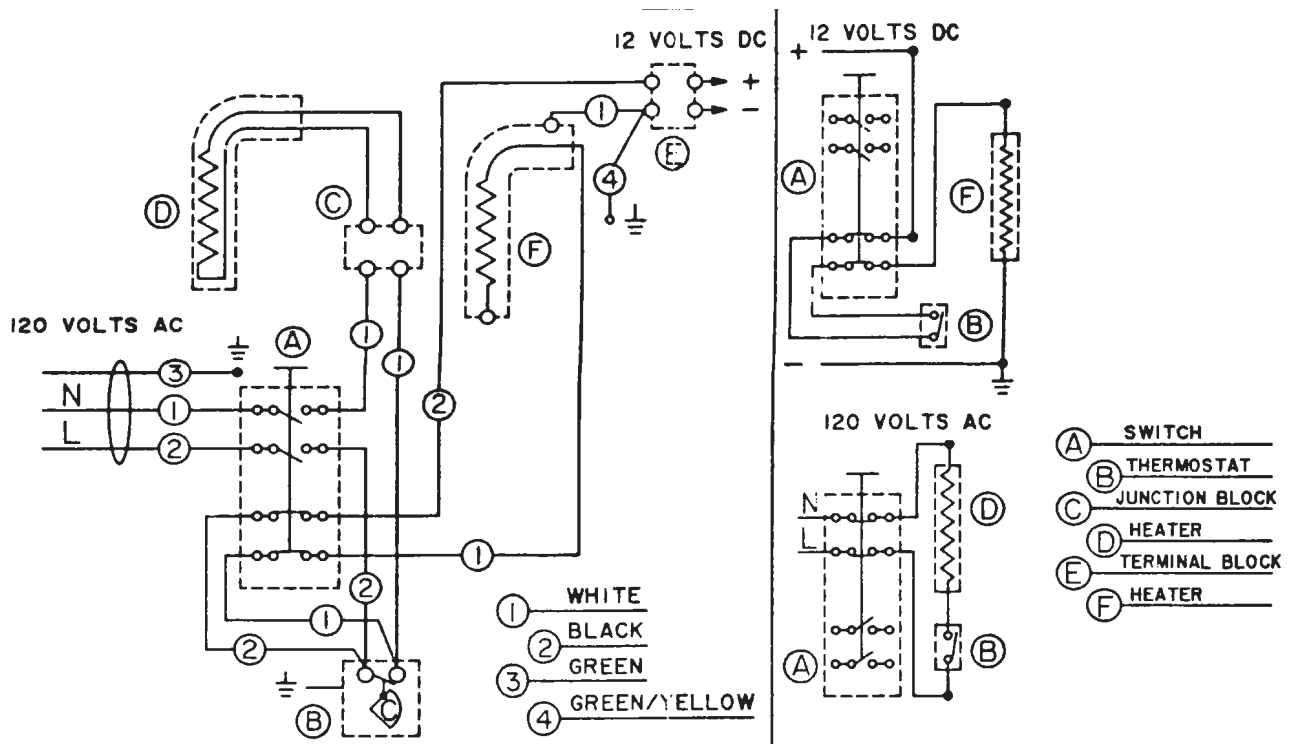 12 VOLTS DC
+
-
1
E
4
D
C
F
120 VOLTS AC
A
3
N
1
L
2
1
1
2
1
2
1
2
B
C
1 WHITE
2 BLACK
3 GREEN
4 GREEN/YELLOW
12 VOLTS DC
+
A
F
B
-
120 VOLTS AC
N
L
D
A
B
A SWITCH
B THERMOSTAT
C JUNCTION BLOCK
D HEATER
E TERMINAL BLOCK
F HEATER